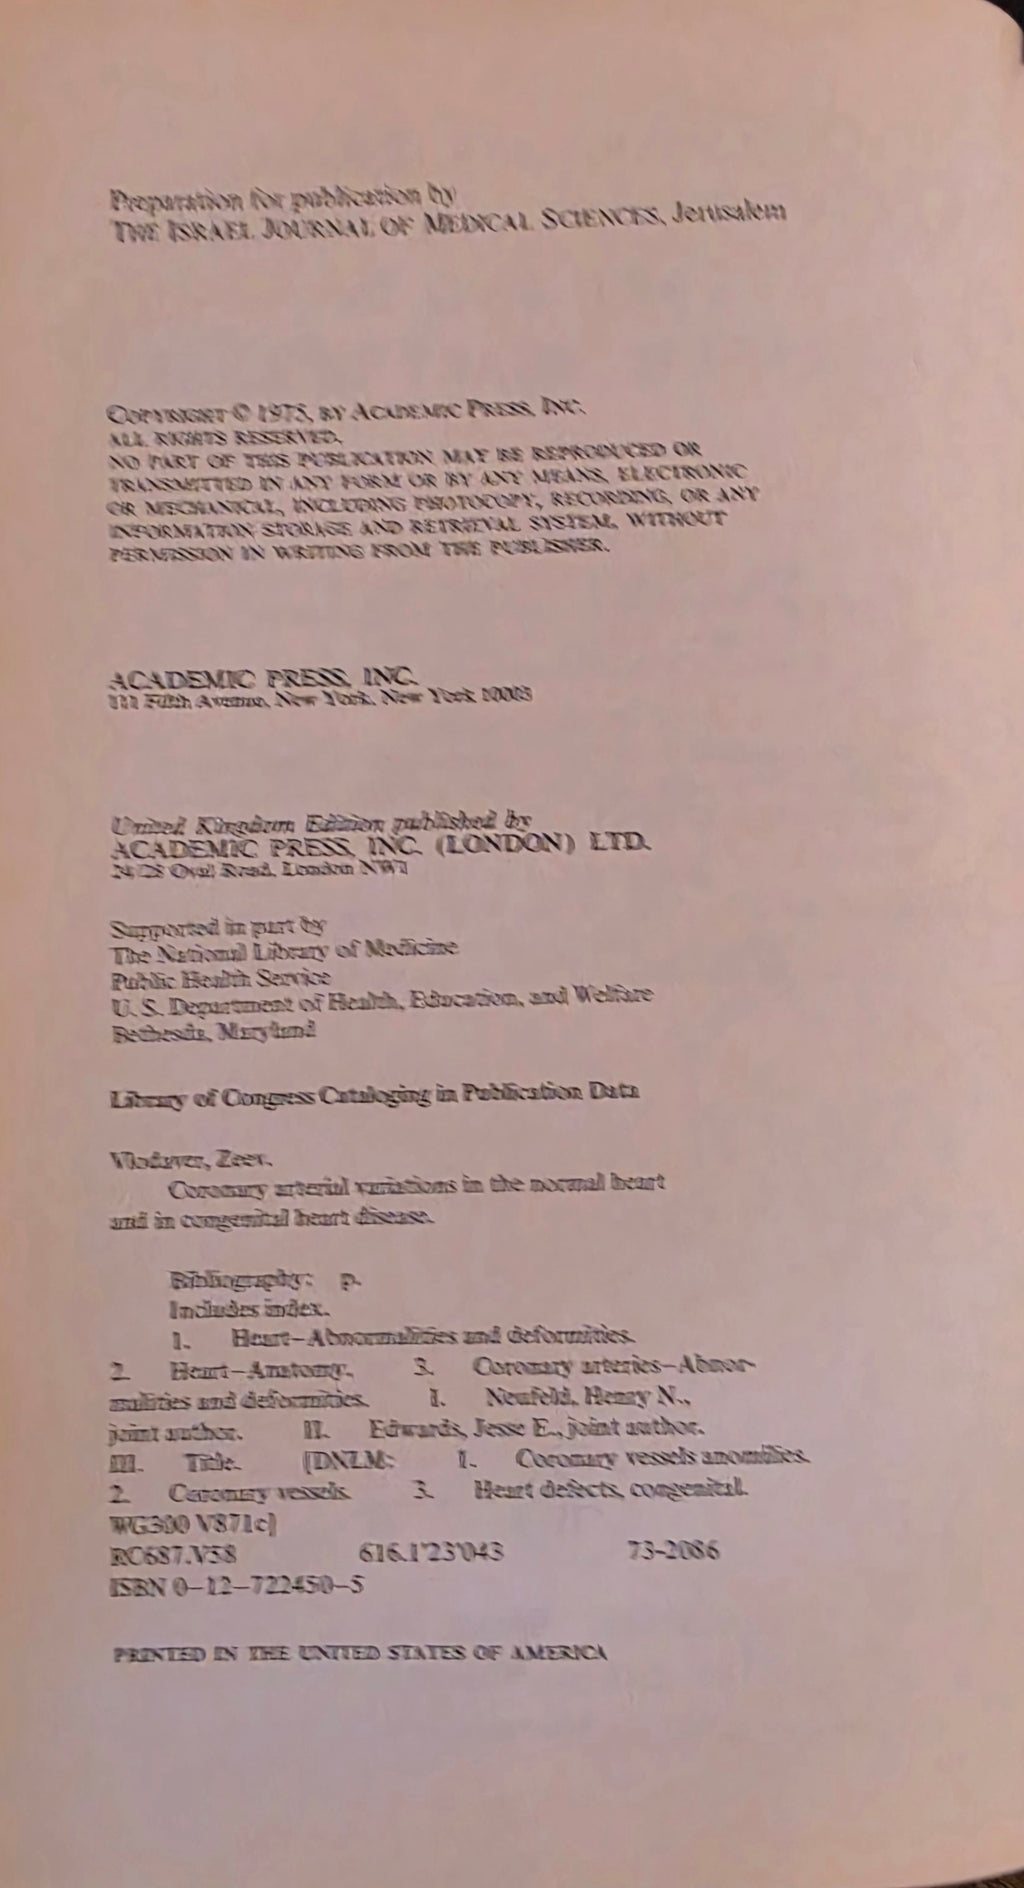 Preparation for publication by
THE ISRAEL JOURNAL OF MEDICAL SCIENCES, Jerusalem
COPYRIGHT © 1975, BY ACADEMIC PRESS, INC.
ALL RIGHTS RESERVED.
NO PART OF THIS PUBLICATION MAY BE REPRODUCED OR
TRANSMITTED IN ANY FORM OR BY ANY MEANS, ELECTRONIC
OR MECHANICAL, INCLUDING PHOTOCOPY, RECORDING, OR ANY
INFORMATION STORAGE AND RETRIEVAL SYSTEM, WITHOUT
PERMISSION IN WRITING FROM THE PUBLISHER.
ACADEMIC PRESS, INC.
111 Fifth Avenue, New York, New York 10003
United Kingdom Edition published by
ACADEMIC PRESS, INC. (LONDON) LTD.
24/28 Oval Road, London NW1
Supported in part by
The National Library of Medicine
Public Health Service
U. S. Department of Health, Education, and Welfare
Bethesda, Maryland
Library of Congress Cataloging in Publication Data
Vlodaver, Zeev.
Coronary arterial variations in the normal heart
and in congenital heart disease.
Bibliography: p.
Includes index.
1. Heart–Abnormalities and deformities.
2. Heart–Anatomy. 3. Coronary arteries–Abnor-
malities and deformities. I. Neufeld, Henry N.,
joint author. II. Edwards, Jesse E., joint author.
III. Title. [DNLM: 1. Coronary vessels anomalies.
2. Coronary vessels. 3. Heart defects, congenital.
WG300 V871c]
RC687.V58 616.1'23'043 73-2086
ISBN 0–12–722450–5
PRINTED IN THE UNITED STATES OF AMERICA